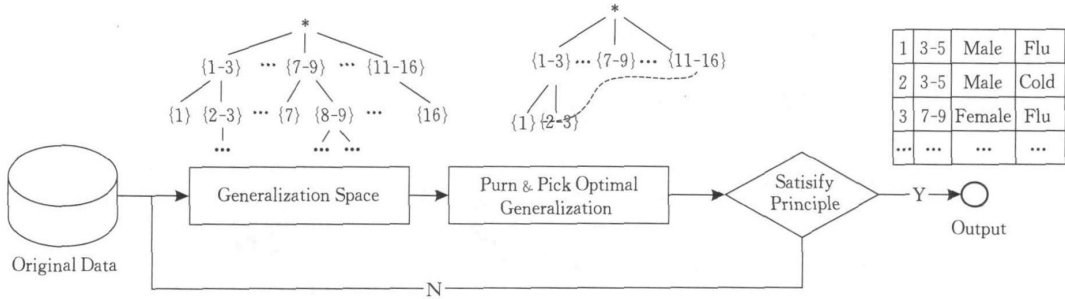 *
{1-3} ··· {7-9} ··· {11-16}
{1} {2-3} ··· {7} {8-9} ··· {16}
··· ··· ···
*
{1-3} ··· {7-9} ··· {11-16}
{1} {2-3}
1 3-5 Male Flu
2 3-5 Male Cold
3 7-9 Female Flu
··· ··· ··· ···
Original Data
Generalization Space
Purn & Pick Optimal
Generalization
Satisify
Principle
Y
Output
N